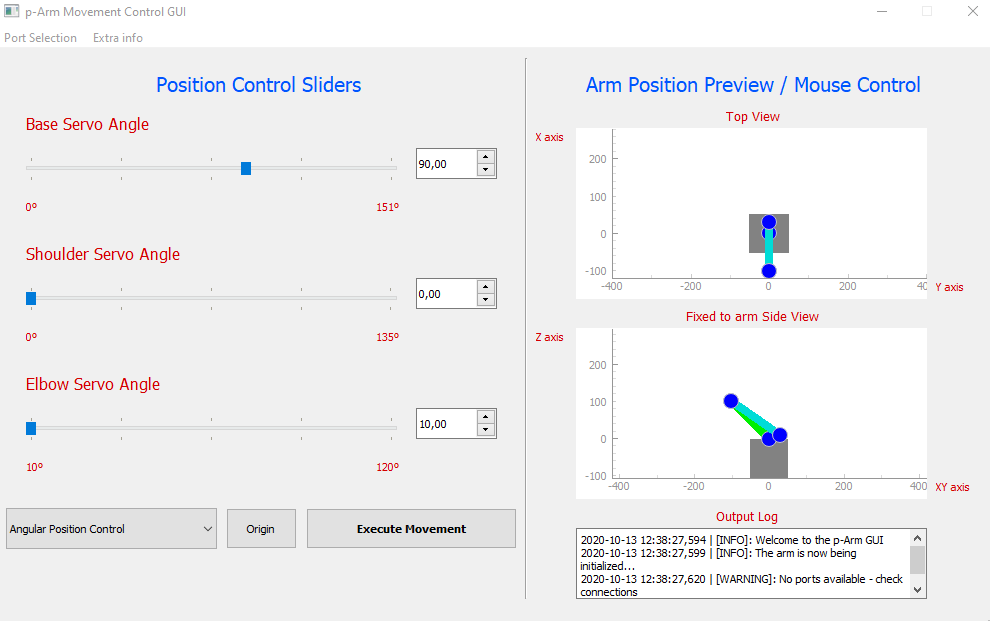 p-Arm Movement Control GUI
Port Selection Extra info
Position Control Sliders
Base Servo Angle
90,00
0º 151º
Shoulder Servo Angle
0,00
0º 135º
Elbow Servo Angle
10,00
10º 120º
Angular Position Control Origin Execute Movement
Arm Position Preview / Mouse Control
Top View
X axis
200
100
0
-100
-400 -200 0 200 40
Y axis
Fixed to arm Side View
Z axis
200
100
0
-100
-400 -200 0 200 400
XY axis
Output Log
2020-10-13 12:38:27,594 | [INFO]: Welcome to the p-Arm GUI
2020-10-13 12:38:27,599 | [INFO]: The arm is now being
initialized...
2020-10-13 12:38:27,620 | [WARNING]: No ports available - check
connections